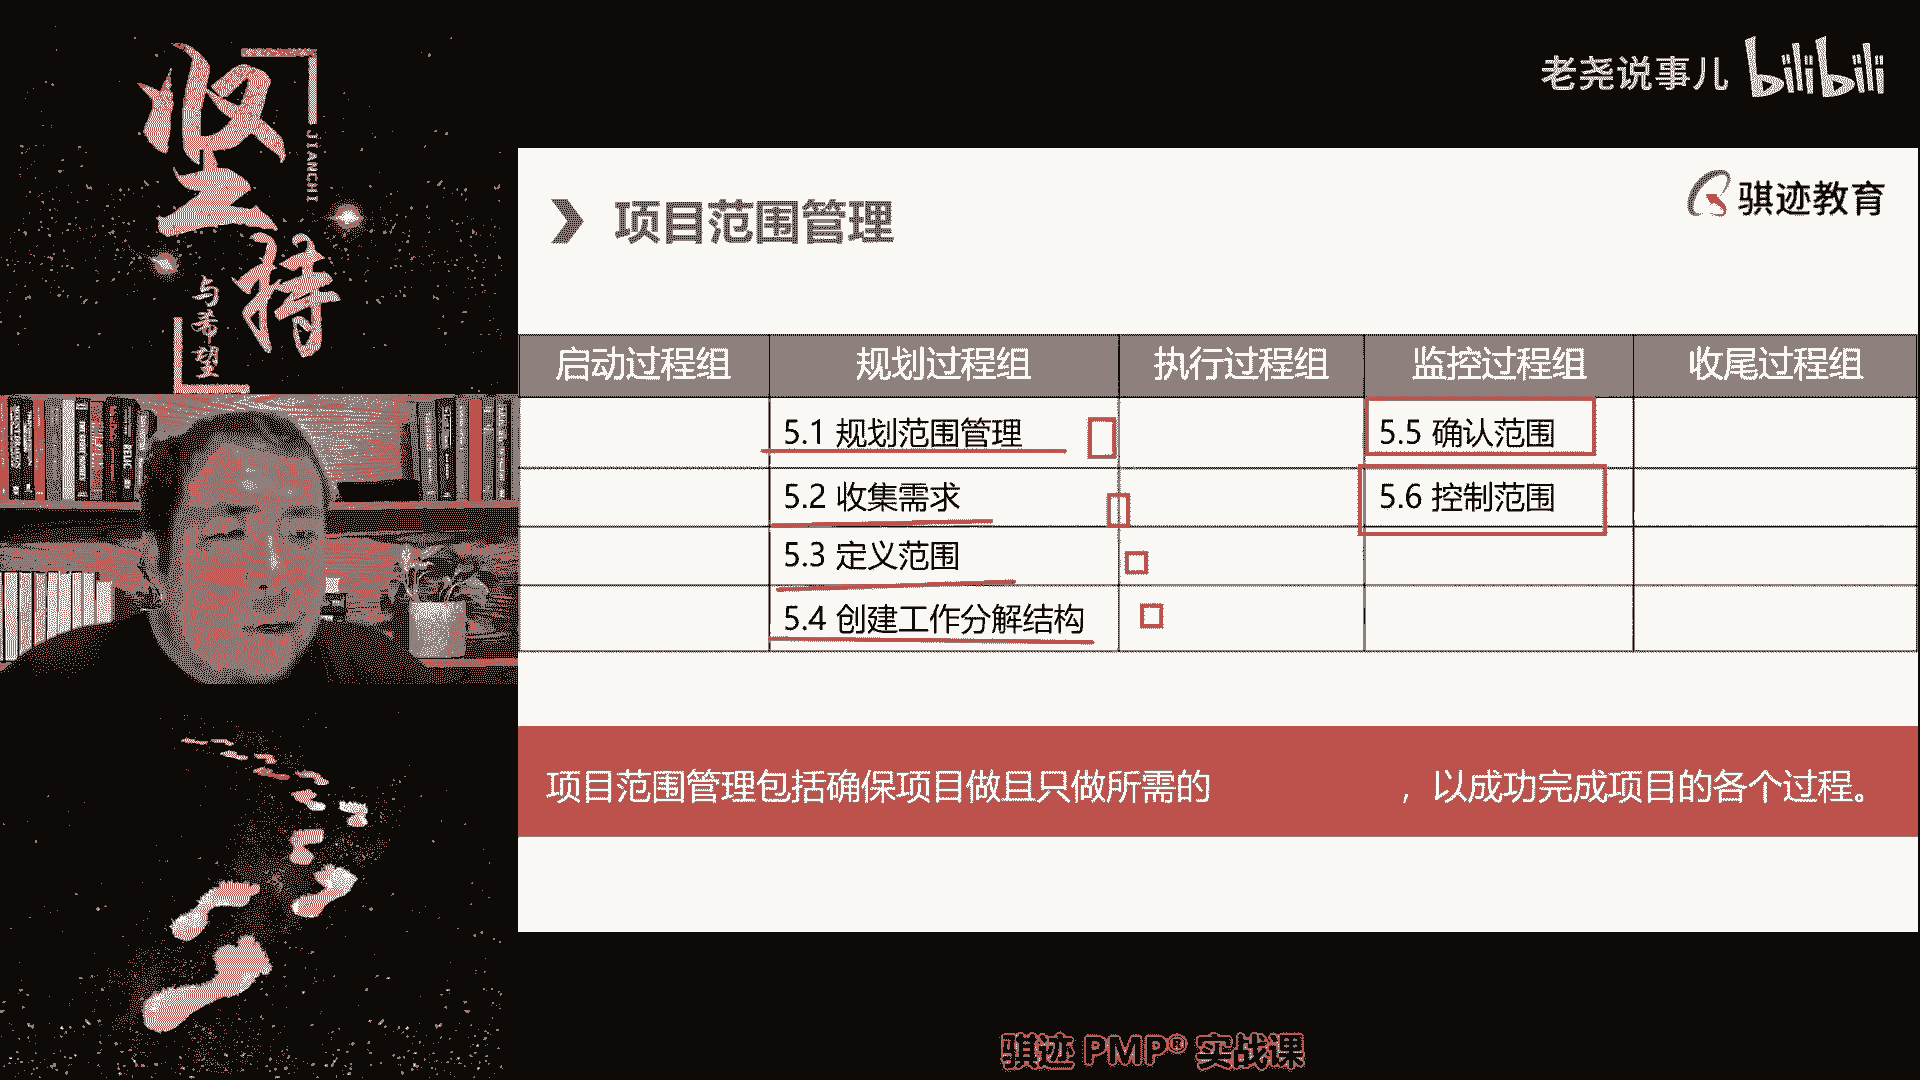 坚持
JIANCHI
与希望
老尧说事儿 bilibili
骐迹教育
项目范围管理
启动过程组 规划过程组 执行过程组 监控过程组 收尾过程组
5.1 规划范围管理 5.5 确认范围
5.2 收集需求 5.6 控制范围
5.3 定义范围
5.4 创建工作分解结构
项目范围管理包括确保项目做且只做所需的 ，以成功完成项目的各个过程。
骐迹 PMP® 实战课